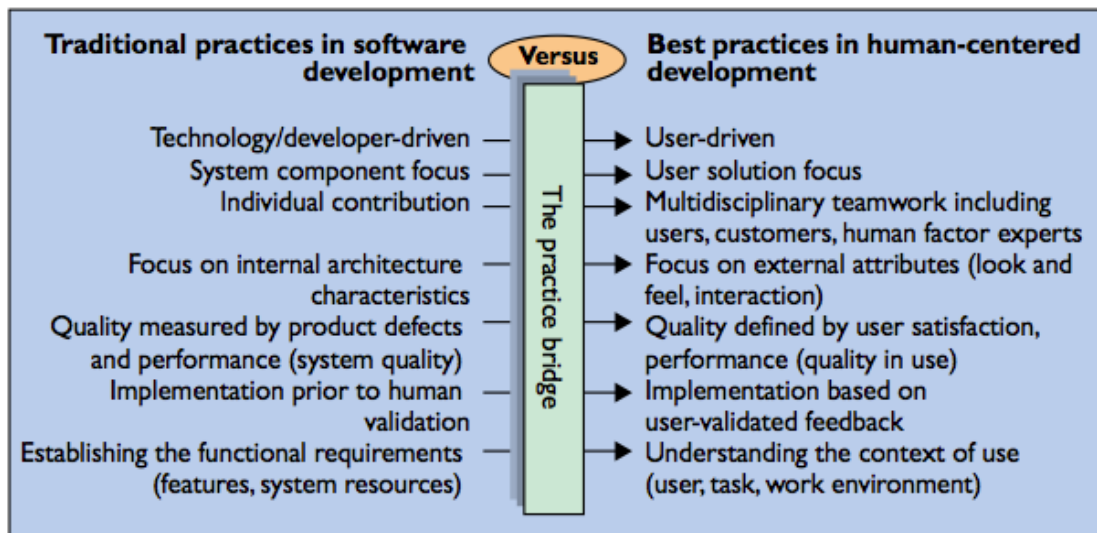 Traditional practices in software
development
Versus
Best practices in human-centered
development
Technology/developer-driven
User-driven
System component focus
User solution focus
Individual contribution
Multidisciplinary teamwork including
users, customers, human factor experts
Focus on internal architecture
characteristics
Focus on external attributes (look and
feel, interaction)
Quality measured by product defects
and performance (system quality)
Quality defined by user satisfaction,
performance (quality in use)
Implementation prior to human
validation
Implementation based on
user-validated feedback
Establishing the functional requirements
(features, system resources)
Understanding the context of use
(user, task, work environment)
The practice bridge